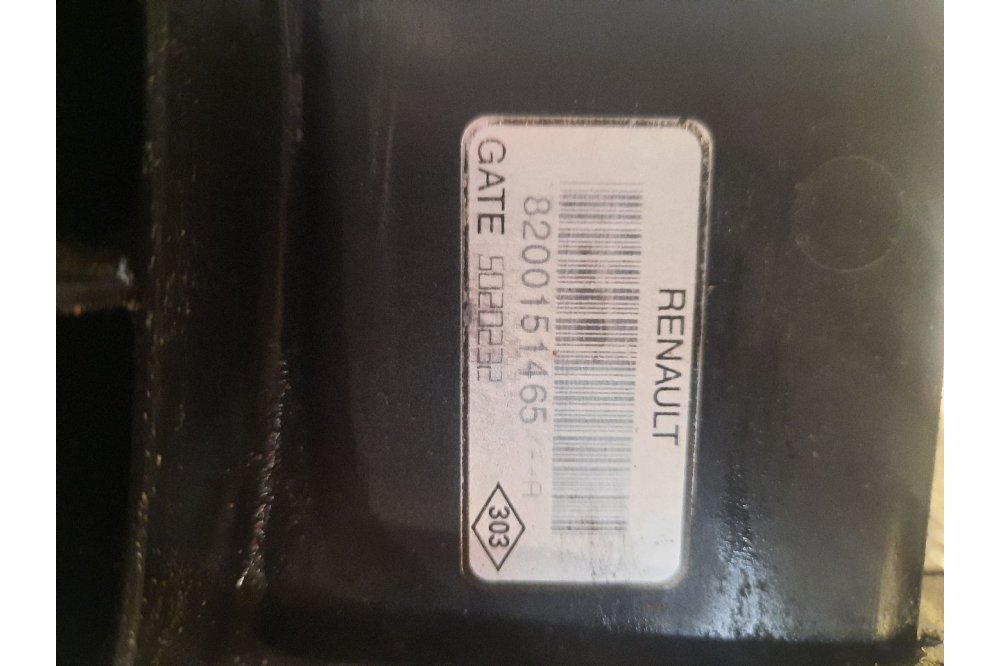 RENAULT
8200151465/--A
GATE 5020232
303